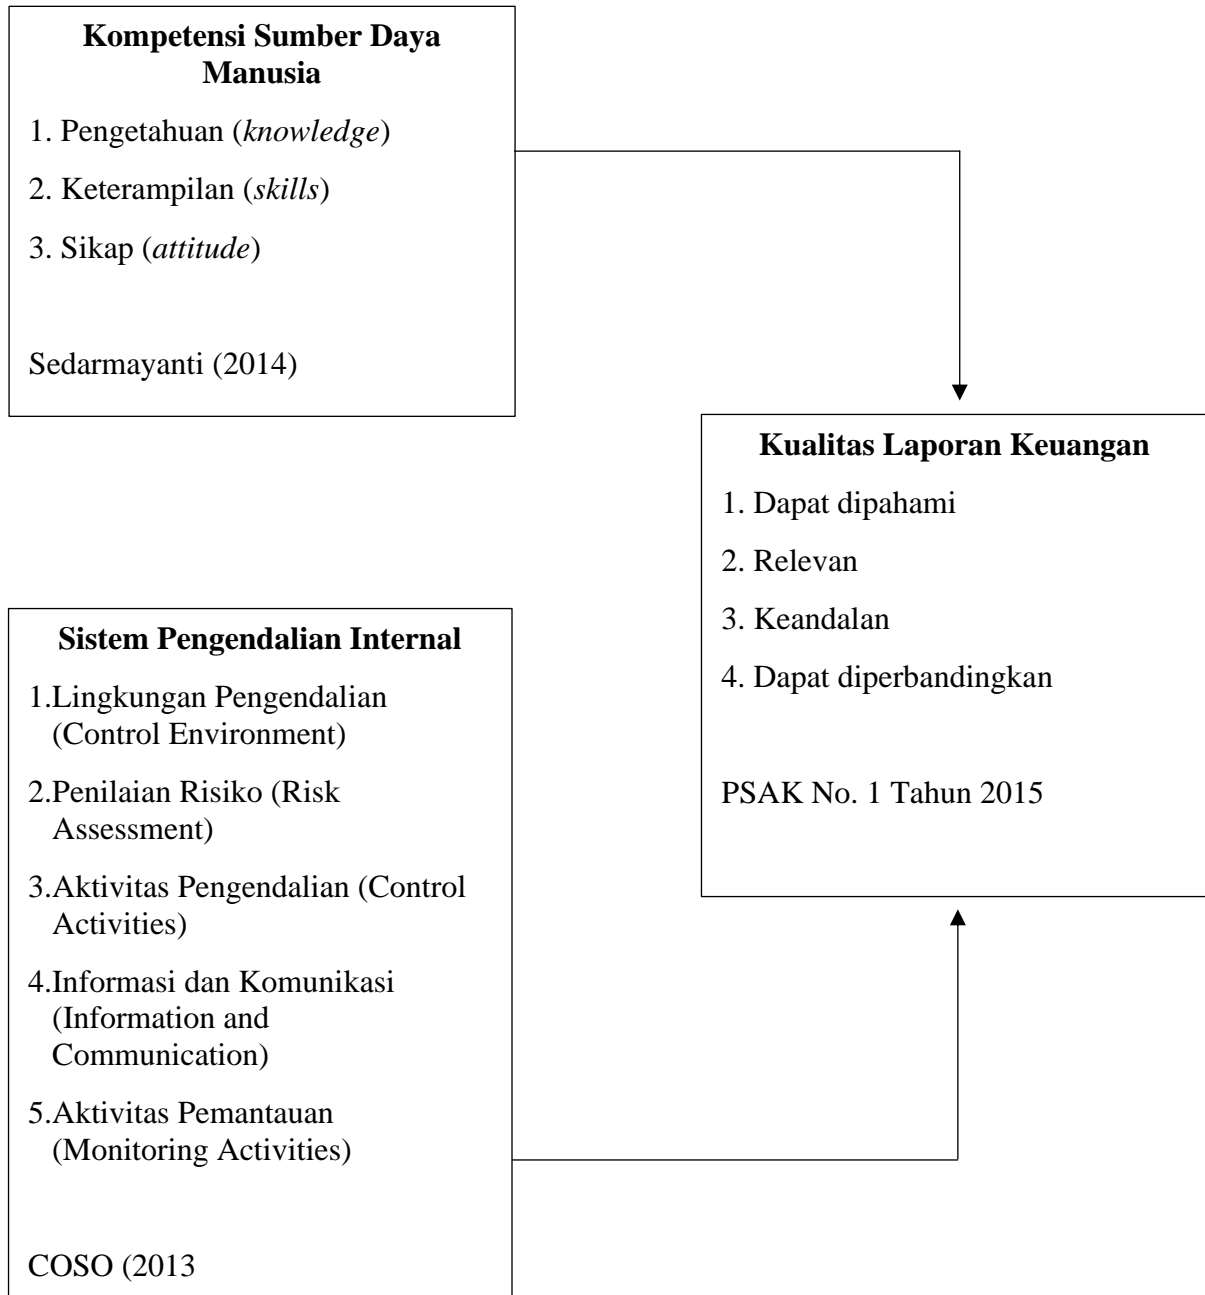 Kompetensi Sumber Daya
Manusia
1. Pengetahuan (knowledge)
2. Keterampilan (skills)
3. Sikap (attitude)
Sedarmayanti (2014)
Kualitas Laporan Keuangan
1. Dapat dipahami
2. Relevan
3. Keandalan
4. Dapat diperbandingkan
PSAK No. 1 Tahun 2015
Sistem Pengendalian Internal
1.Lingkungan Pengendalian
(Control Environment)
2.Penilaian Risiko (Risk
Assessment)
3.Aktivitas Pengendalian (Control
Activities)
4.Informasi dan Komunikasi
(Information and
Communication)
5.Aktivitas Pemantauan
(Monitoring Activities)
COSO (2013